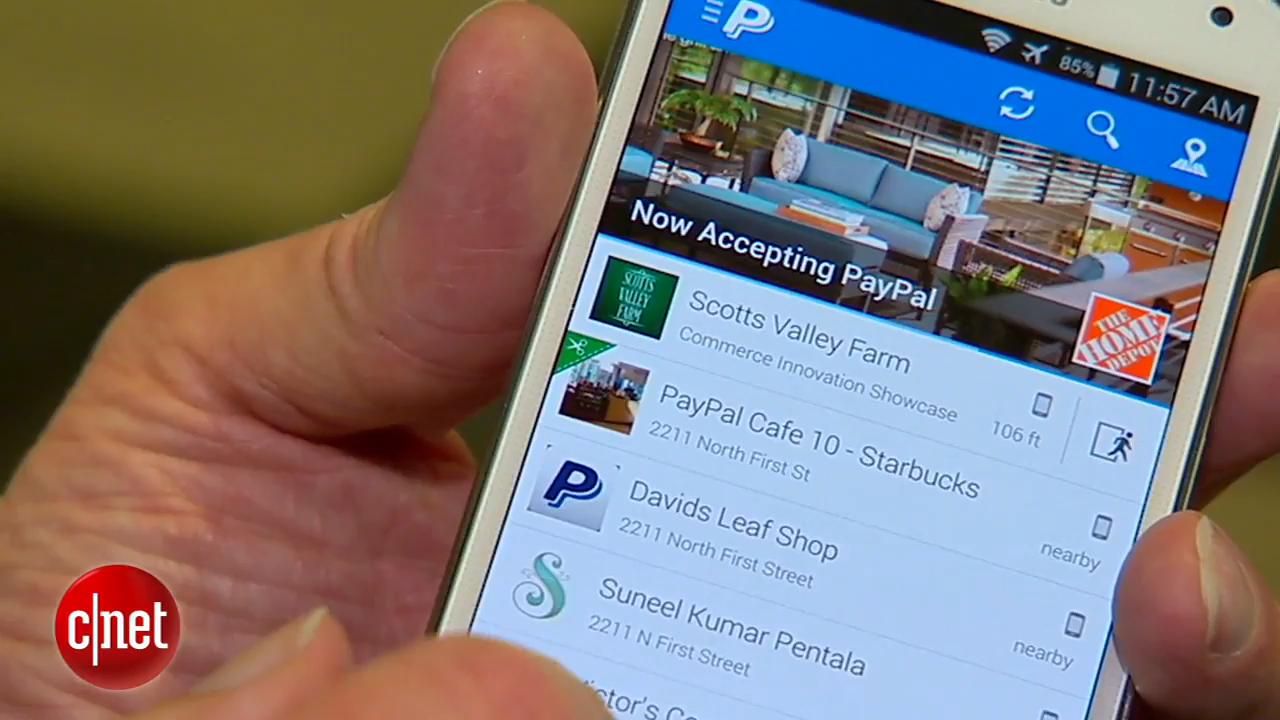 85% 11:57 AM
Now Accepting PayPal
THE
HOME
DEPOT
SCOTTS
VALLEY
FARM
Scotts Valley Farm
Commerce Innovation Showcase
106 ft
PayPal Cafe 10 - Starbucks
2211 North First St
nearby
Davids Leaf Shop
2211 North First Street
nearby
Suneel Kumar Pentala
2211 N First Street
c|net